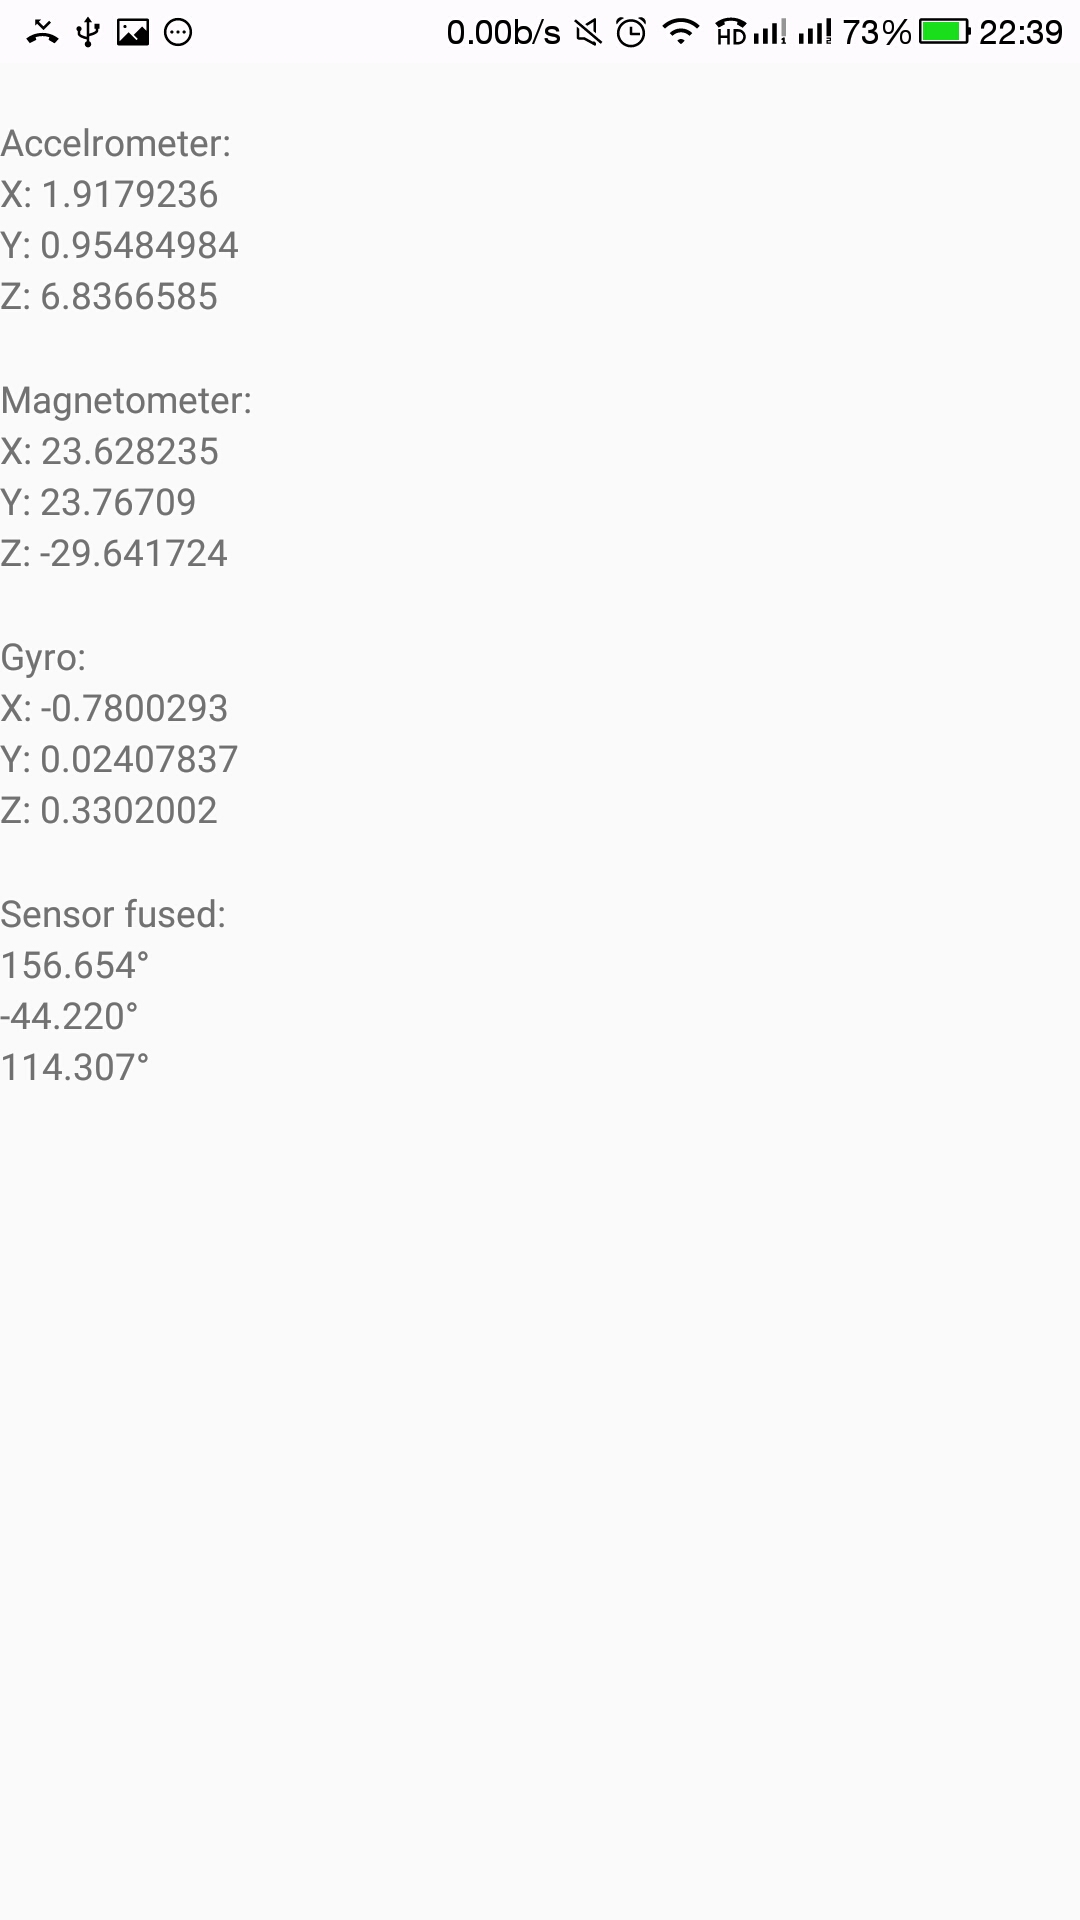 0.00b/s HD 73% 22:39
Accelrometer:
X: 1.9179236
Y: 0.95484984
Z: 6.8366585
Magnetometer:
X: 23.628235
Y: 23.76709
Z: -29.641724
Gyro:
X: -0.7800293
Y: 0.02407837
Z: 0.3302002
Sensor fused:
156.654°
-44.220°
114.307°